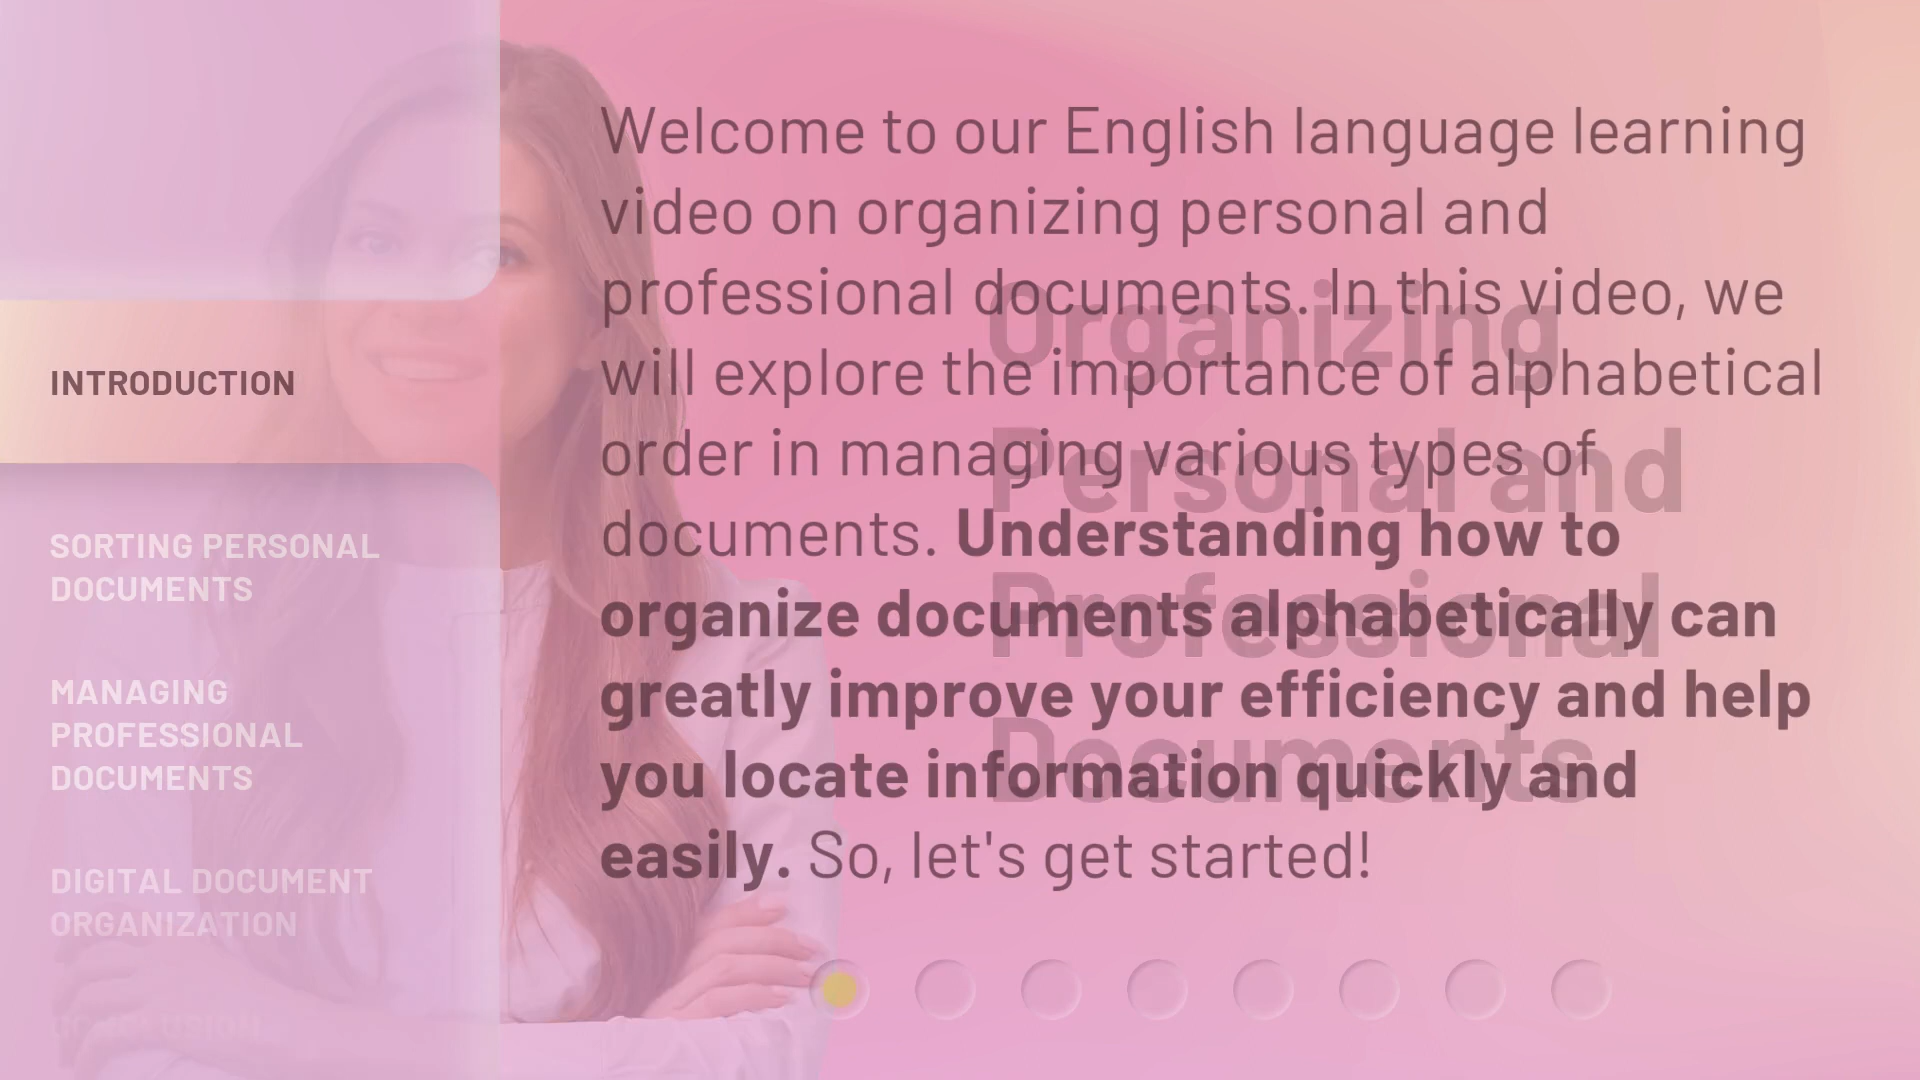 INTRODUCTION
SORTING PERSONAL
DOCUMENTS
MANAGING
PROFESSIONAL
DOCUMENTS
DIGITAL DOCUMENT
ORGANIZATION
CONCLUSION
Welcome to our English language learning
video on organizing personal and
professional documents. In this video, we
will explore the importance of alphabetical
order in managing various types of
documents. Understanding how to
organize documents alphabetically can
greatly improve your efficiency and help
you locate information quickly and
easily. So, let's get started!
Organizing
Personal and
Professional
Documents